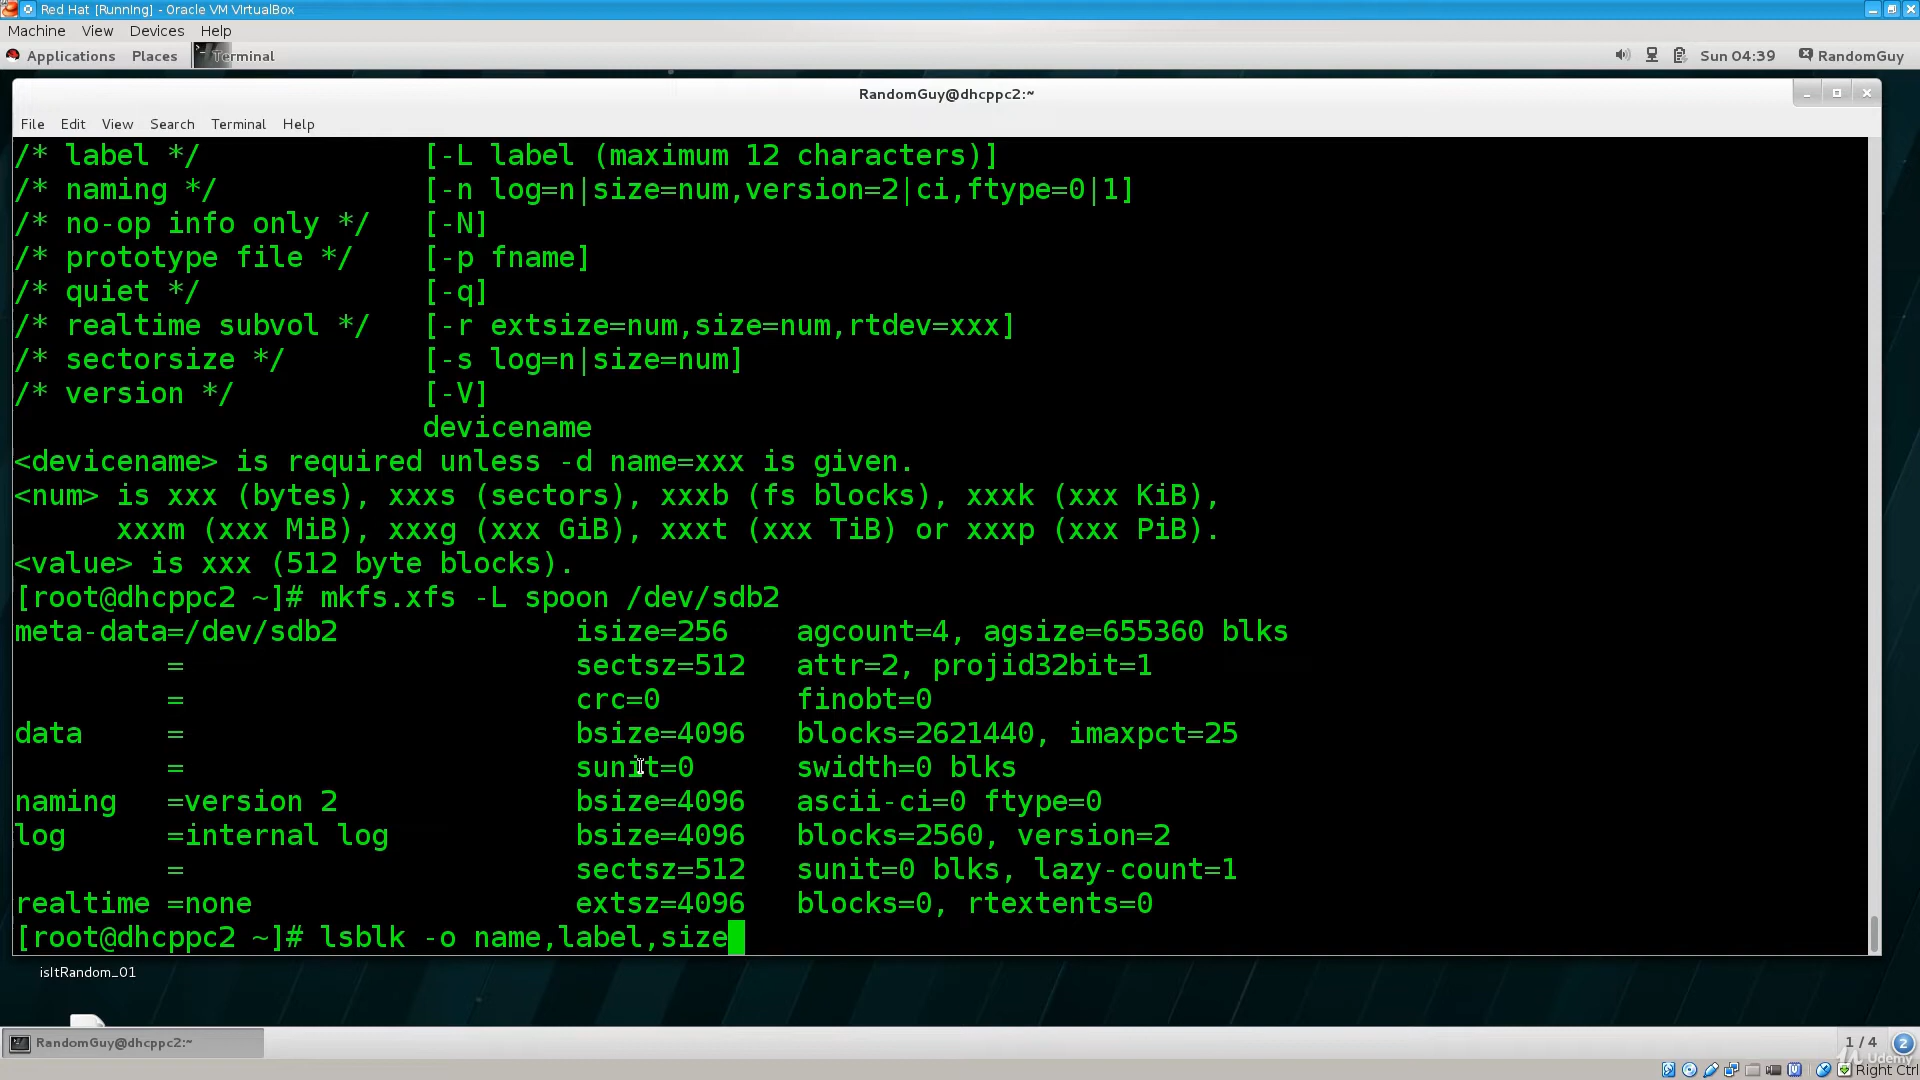 Red Hat [Running] - Oracle VM VirtualBox
Machine View Devices Help
Applications Places Terminal Sun 04:39 RandomGuy
RandomGuy@dhcppc2:~
File Edit View Search Terminal Help
/* label */ [-L label (maximum 12 characters)]
/* naming */ [-n log=n|size=num,version=2|ci,ftype=0|1]
/* no-op info only */ [-N]
/* prototype file */ [-p fname]
/* quiet */ [-q]
/* realtime subvol */ [-r extsize=num,size=num,rtdev=xxx]
/* sectorsize */ [-s log=n|size=num]
/* version */ [-V]
devicename
<devicename> is required unless -d name=xxx is given.
<num> is xxx (bytes), xxxs (sectors), xxxb (fs blocks), xxxk (xxx KiB),
xxxm (xxx MiB), xxxg (xxx GiB), xxxt (xxx TiB) or xxxp (xxx PiB).
<value> is xxx (512 byte blocks).
[root@dhcppc2 ~]# mkfs.xfs -L spoon /dev/sdb2
meta-data=/dev/sdb2 isize=256 agcount=4, agsize=655360 blks
= sectsz=512 attr=2, projid32bit=1
= crc=0 finobt=0
data = bsize=4096 blocks=2621440, imaxpct=25
= sunit=0 swidth=0 blks
naming =version 2 bsize=4096 ascii-ci=0 ftype=0
log =internal log bsize=4096 blocks=2560, version=2
= sectsz=512 sunit=0 blks, lazy-count=1
realtime =none extsz=4096 blocks=0, rtextents=0
[root@dhcppc2 ~]# lsblk -o name,label,size
isItRandom_01
RandomGuy@dhcppc2:~ 1 / 4 2
Udemy
Right Ctrl